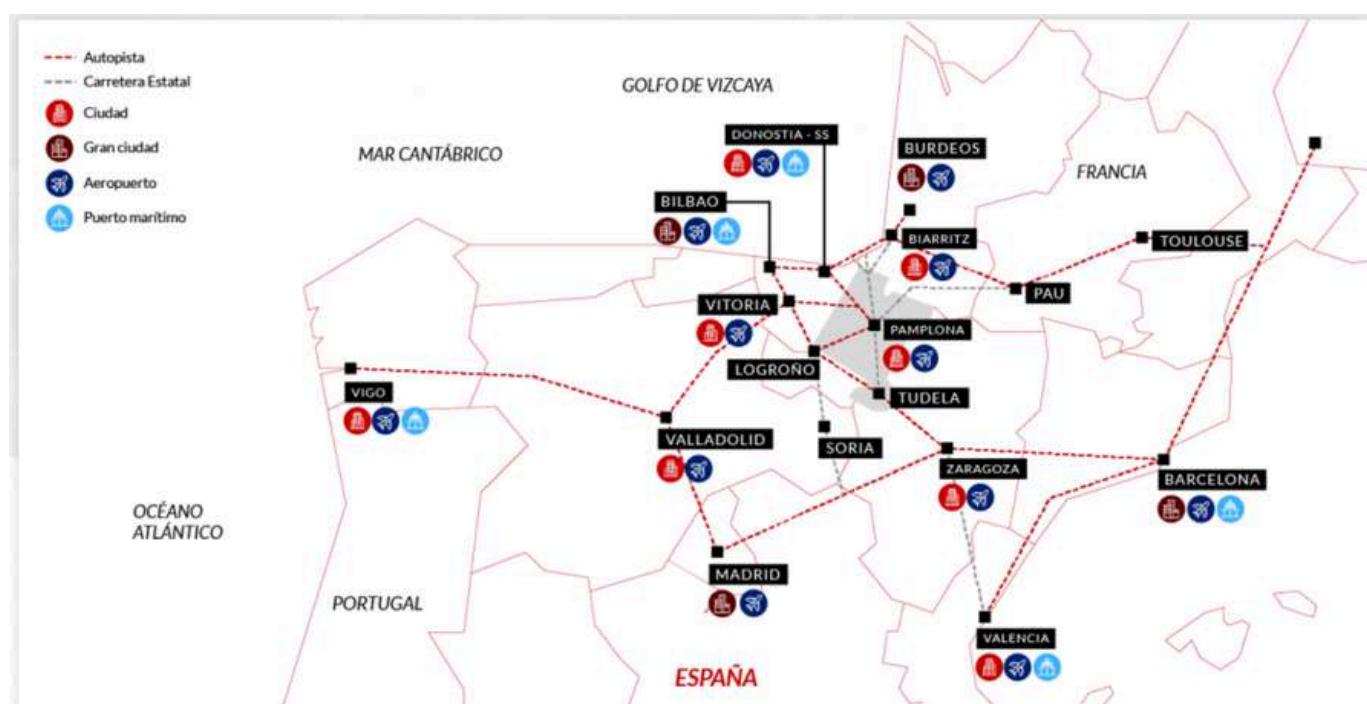 Autopista
Carretera Estatal
Ciudad
Gran ciudad
Aeropuerto
Puerto marítimo
GOLFO DE VIZCAYA
MAR CANTÁBRICO
DONOSTIA - SS
BURDEOS
FRANCIA
BILBAO
BIARRITZ
TOULOUSE
PAU
VITORIA
PAMPLONA
LOGROÑO
TUDELA
VIGO
VALLADOLID
SORIA
ZARAGOZA
BARCELONA
OCÉANO
ATLÁNTICO
MADRID
PORTUGAL
VALENCIA
ESPAÑA